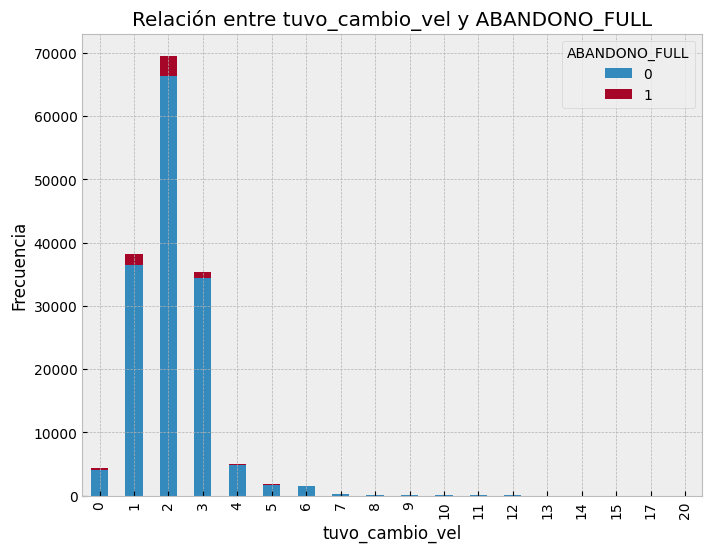 Relación entre tuvo_cambio_vel y ABANDONO_FULL
ABANDONO_FULL
0
1
Frecuencia
70000
60000
50000
40000
30000
20000
10000
0
0 1 2 3 4 5 6 7 8 9 10 11 12 13 14 15 17 20
tuvo_cambio_vel